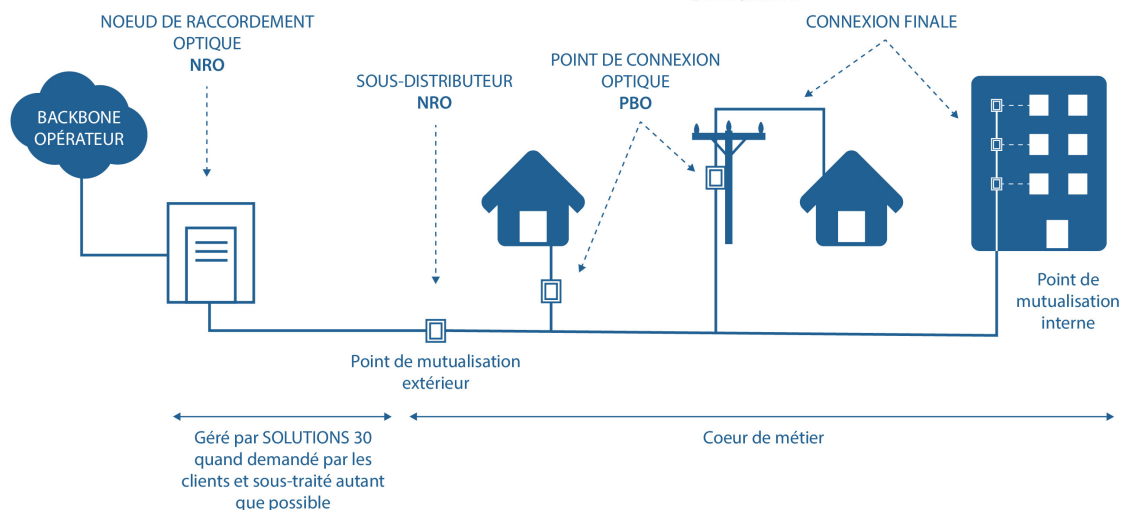 NOEUD DE RACCORDEMENT
OPTIQUE
NRO
CONNEXION FINALE
POINT DE CONNEXION
OPTIQUE
PBO
SOUS-DISTRIBUTEUR
NRO
BACKBONE
OPÉRATEUR
Point de
mutualisation
interne
Point de mutualisation
extérieur
Géré par SOLUTIONS 30
quand demandé par les
clients et sous-traité autant
que possible
Coeur de métier